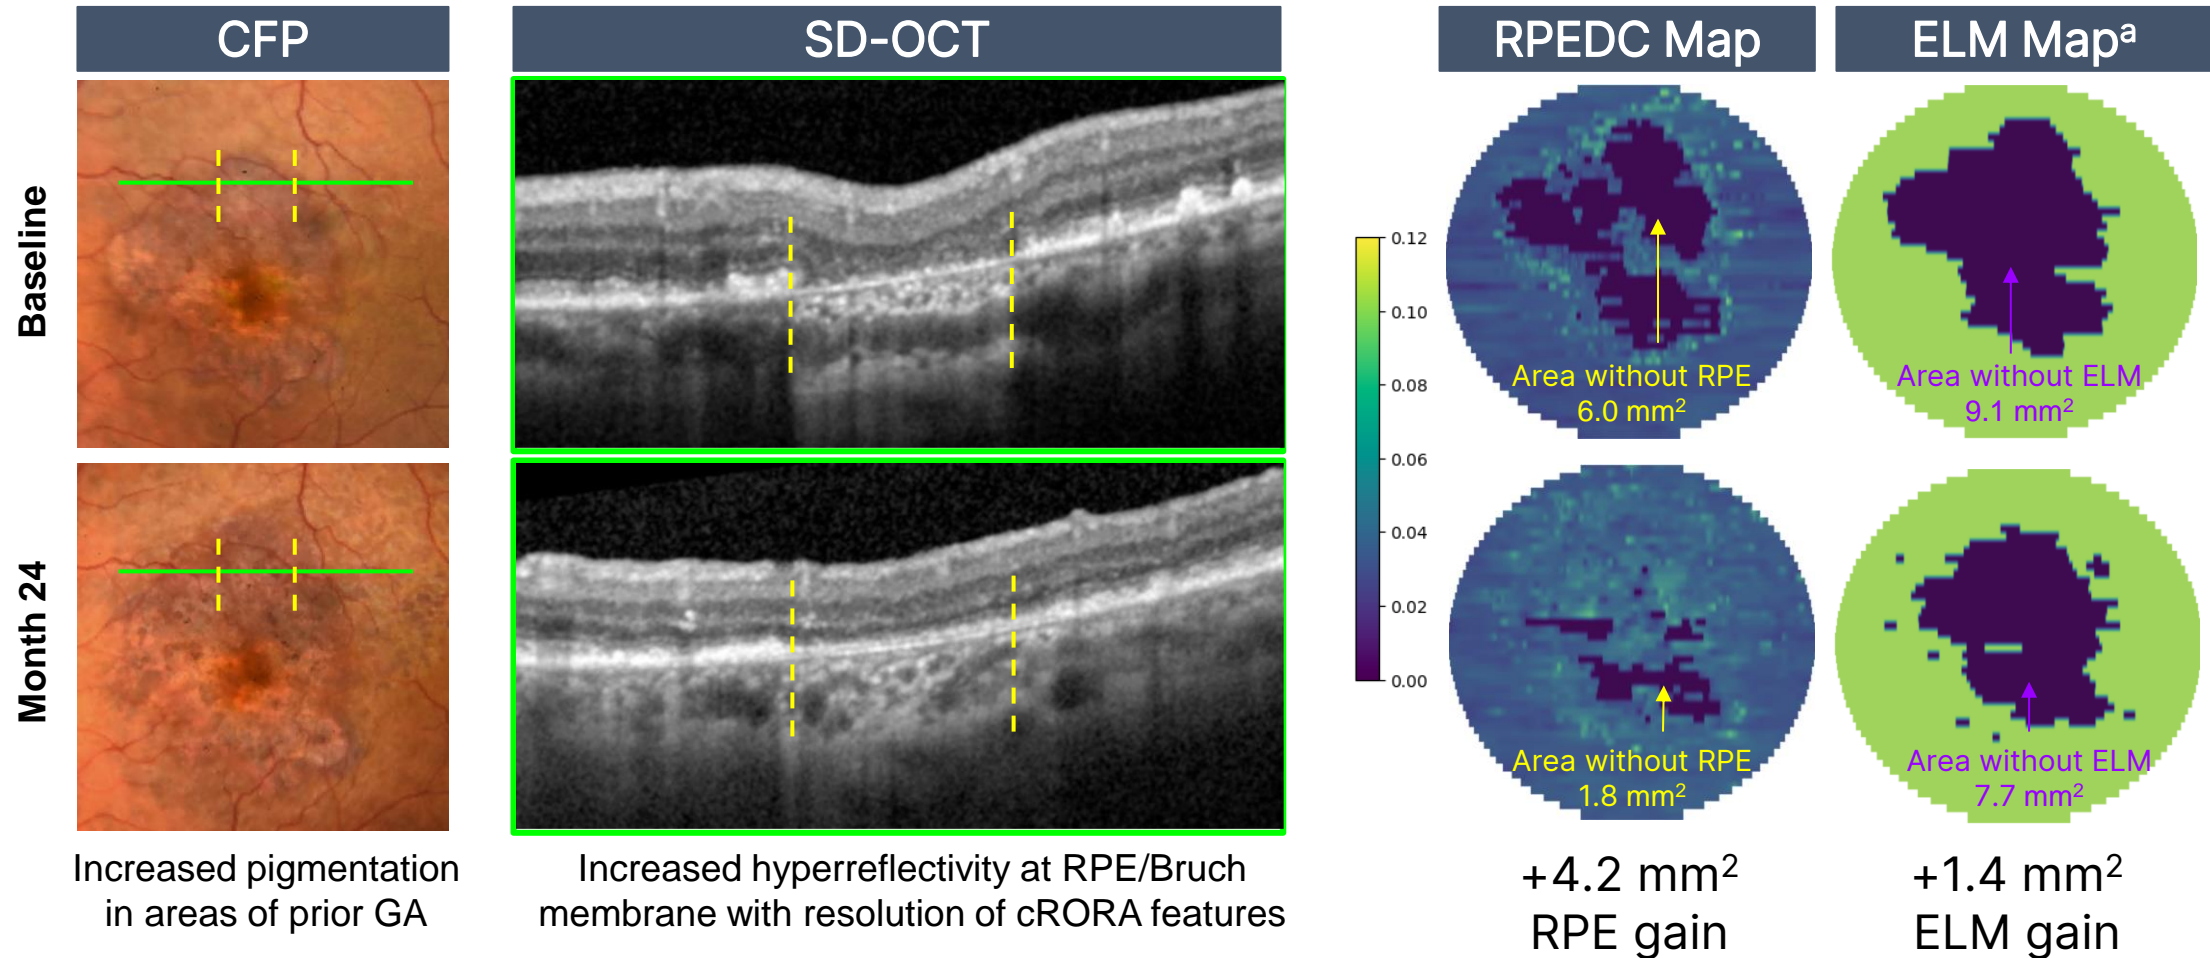 CFP
SD-OCT
RPEDC Map
ELM Mapᵃ
Baseline
Month 24
0.12
0.10
0.08
0.06
0.04
0.02
0.00
Area without RPE
6.0 mm²
Area without ELM
9.1 mm²
Area without RPE
1.8 mm²
Area without ELM
7.7 mm²
Increased pigmentation
in areas of prior GA
Increased hyperreflectivity at RPE/Bruch
membrane with resolution of cRORA features
+4.2 mm²
RPE gain
+1.4 mm²
ELM gain